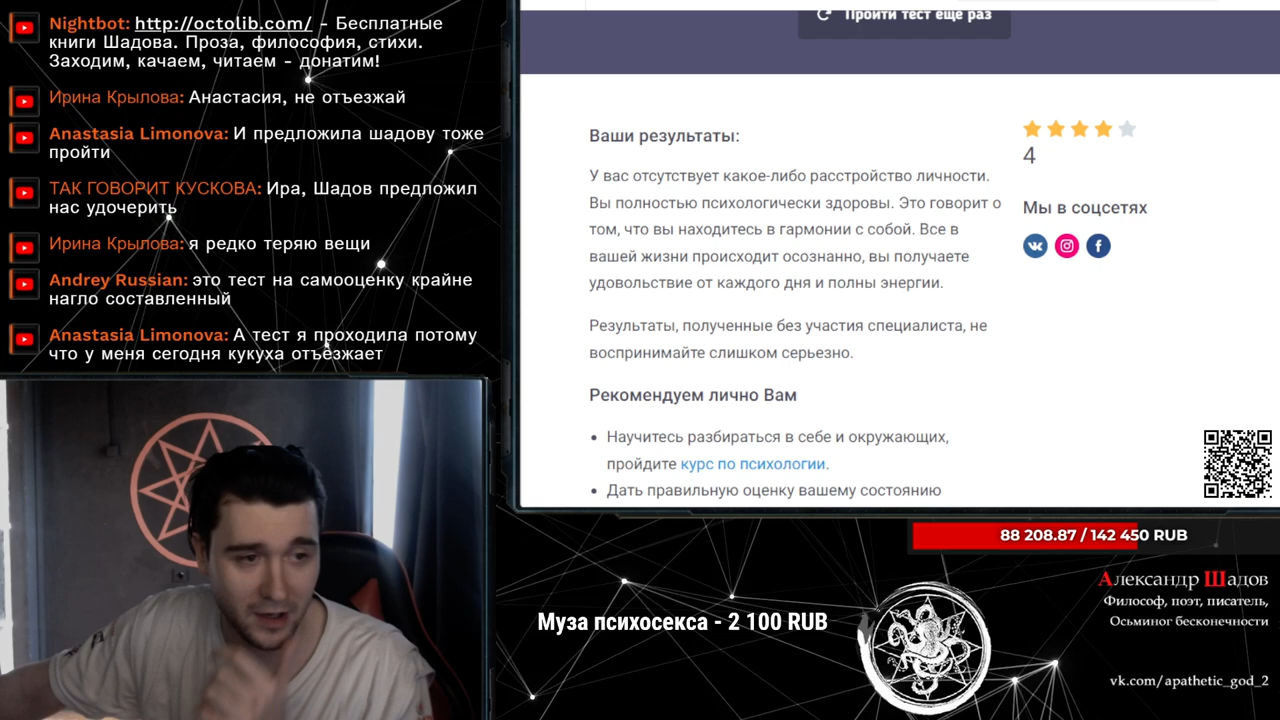 Nightbot: http://octolib.com/ - Бесплатные
книги Шадова. Проза, философия, стихи.
Заходим, качаем, читаем - донатим!
Ирина Крылова: Анастасия, не отъезжай
Anastasia Limonova: И предложила шадову тоже
пройти
ТАК ГОВОРИТ КУСКОВА: Ира, Шадов предложил
нас удочерить
Ирина Крылова: я редко теряю вещи
Andrey Russian: это тест на самооценку крайне
нагло составленный
Anastasia Limonova: А тест я проходила потому
что у меня сегодня кукуха отъезжает
Пройти тест еще раз
Ваши результаты:
У вас отсутствует какое-либо расстройство личности.
Вы полностью психологически здоровы. Это говорит о
том, что вы находитесь в гармонии с собой. Все в
вашей жизни происходит осознанно, вы получаете
удовольствие от каждого дня и полны энергии.
Результаты, полученные без участия специалиста, не
воспринимайте слишком серьезно.
Рекомендуем лично Вам
• Научитесь разбираться в себе и окружающих,
пройдите курс по психологии.
• Дать правильную оценку вашему состоянию
4
Мы в соцсетях
88 208.87 / 142 450 RUB
Муза психосекса - 2 100 RUB
Александр Шадов
Философ, поэт, писатель,
Осьминог бесконечности
vk.com/apathetic_god_2